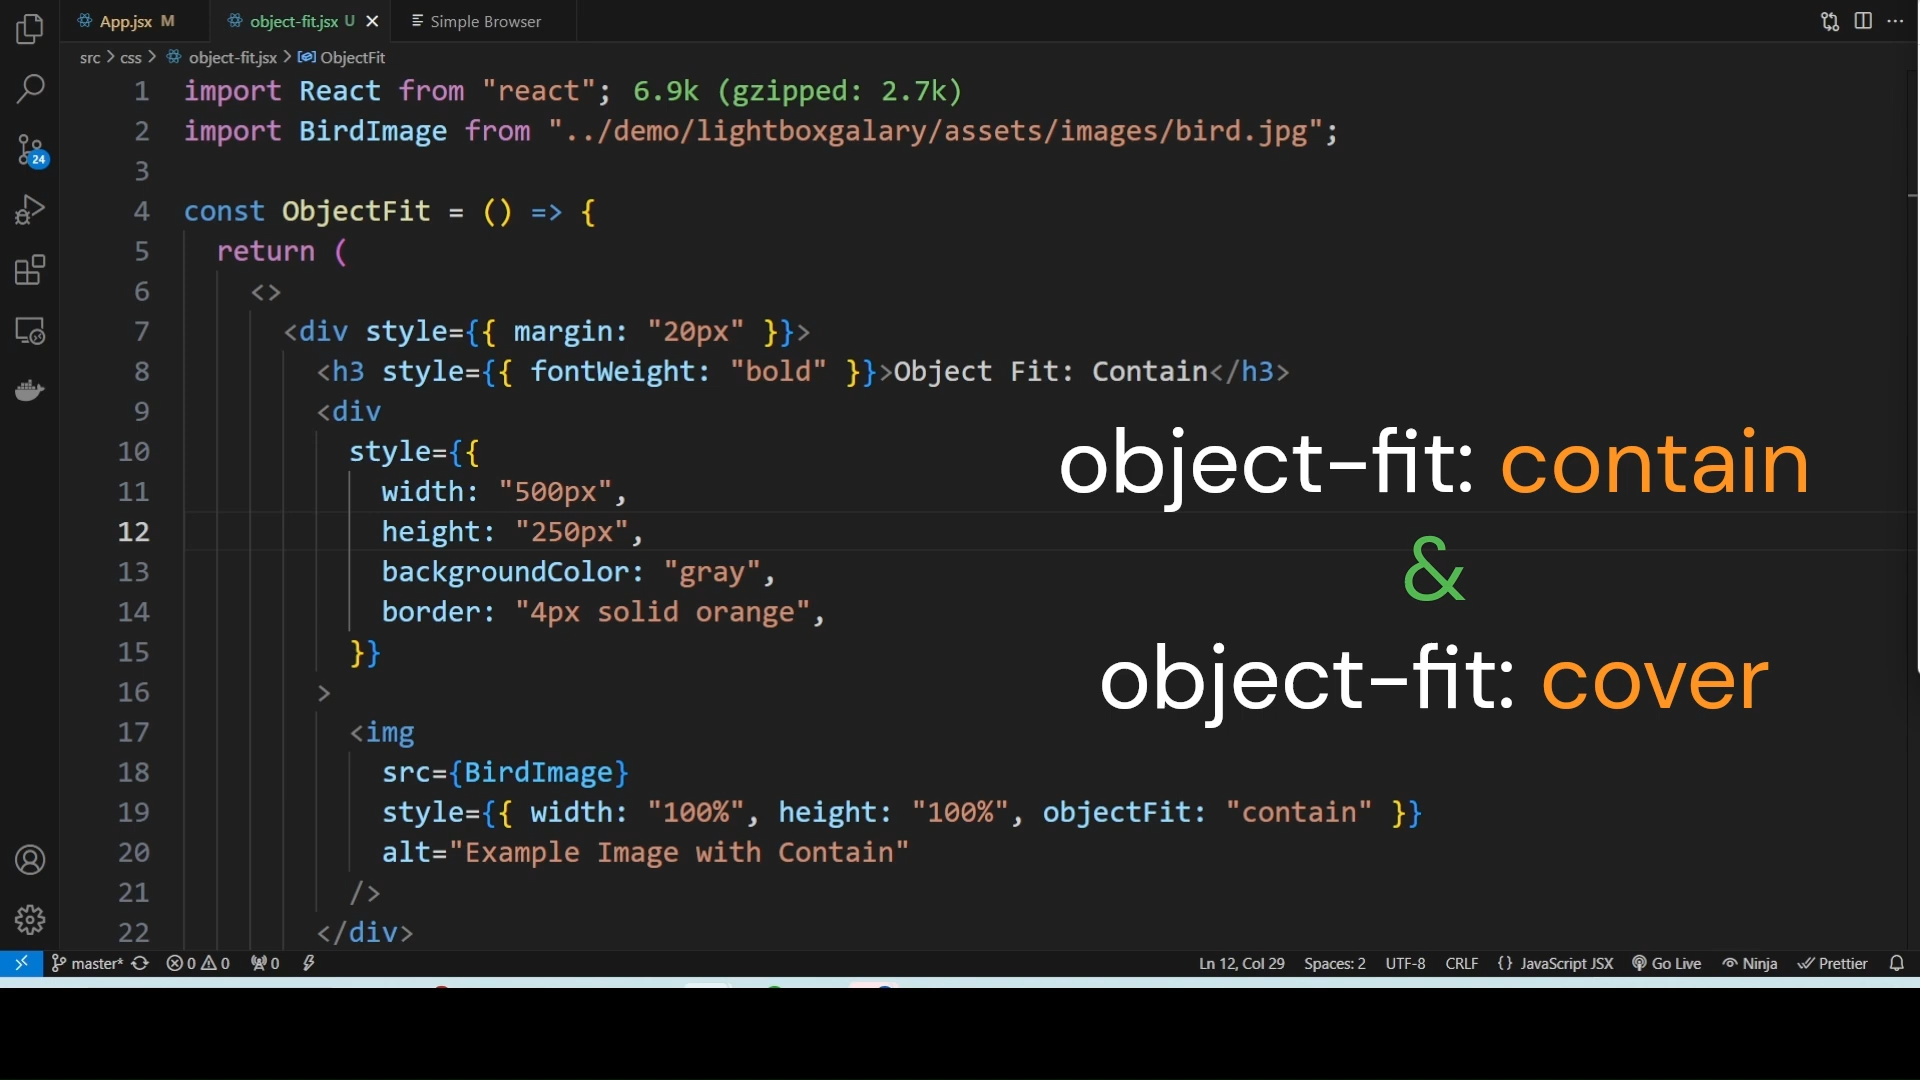 App.jsx M
object-fit.jsx U
Simple Browser
src > css > object-fit.jsx > ObjectFit
1 import React from "react"; 6.9k (gzipped: 2.7k)
2 import BirdImage from "../demo/lightboxgalary/assets/images/bird.jpg";
3
4 const ObjectFit = () => {
5 return (
6 <>
7 <div style={{ margin: "20px" }}>
8 <h3 style={{ fontWeight: "bold" }}>Object Fit: Contain</h3>
9 <div
10 style={{
11 width: "500px",
12 height: "250px",
13 backgroundColor: "gray",
14 border: "4px solid orange",
15 }}
16 >
17 <img
18 src={BirdImage}
19 style={{ width: "100%", height: "100%", objectFit: "contain" }}
20 alt="Example Image with Contain"
21 />
22 </div>
object-fit: contain
&
object-fit: cover
24
master* 0 0 0 Ln 12, Col 29 Spaces: 2 UTF-8 CRLF {} JavaScript JSX Go Live Ninja Prettier